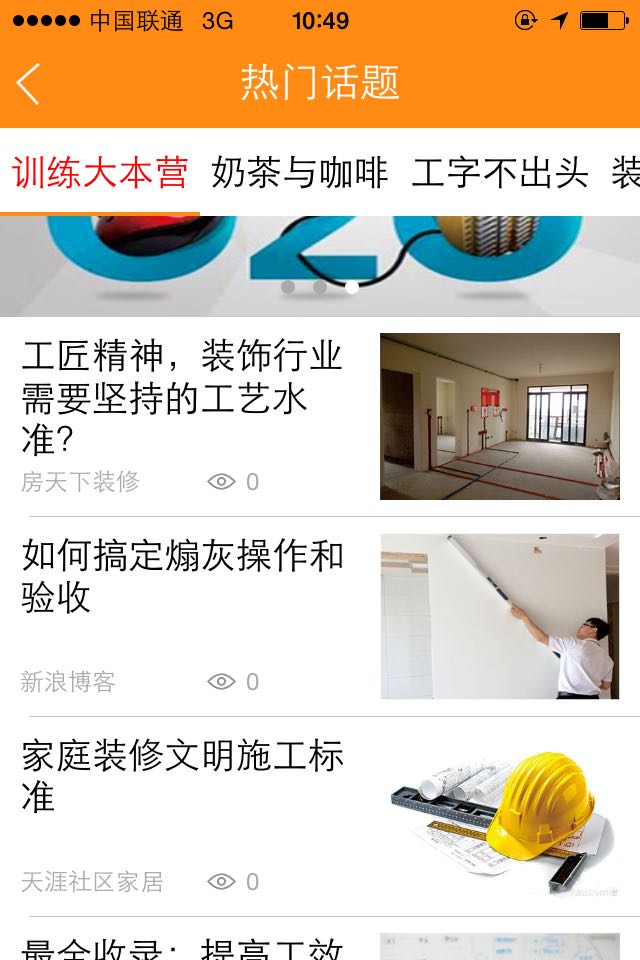 中国联通 3G 10:49
热门话题
训练大本营 奶茶与咖啡 工字不出头 装
O2O
工匠精神，装饰行业
需要坚持的工艺水
准？
房天下装修 0
如何搞定煽灰操作和
验收
新浪博客 0
家庭装修文明施工标
准
天涯社区家居 0
最全收录：提高工效